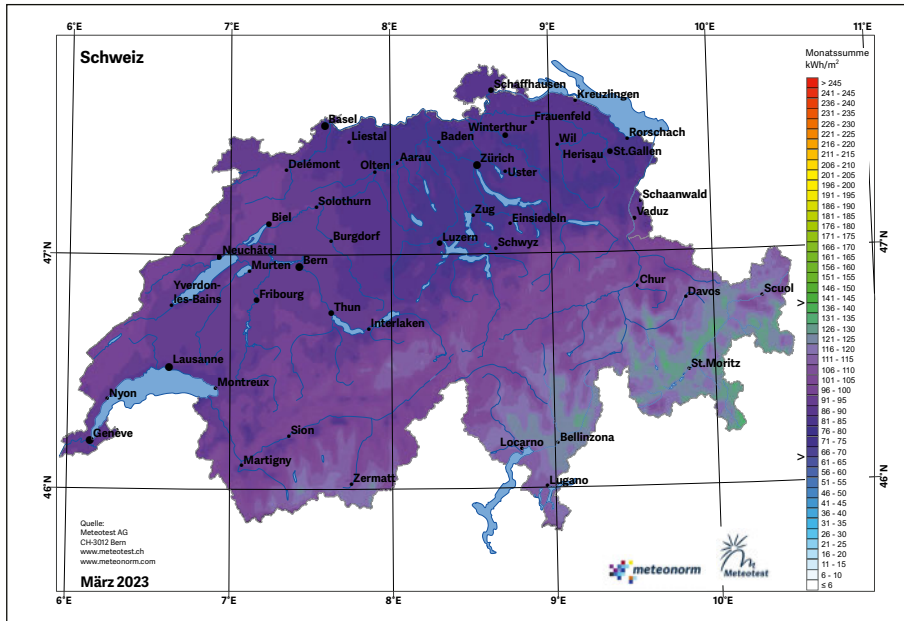 6°E 7°E 8°E 9°E 10°E 11°E
Schweiz
Monatssumme
kWh/m²
> 245
241 - 245
236 - 240
231 - 235
226 - 230
221 - 225
216 - 220
211 - 215
206 - 210
201 - 205
196 - 200
191 - 195
186 - 190
181 - 185
176 - 180
171 - 175
166 - 170
161 - 165
156 - 160
151 - 155
146 - 150
141 - 145
136 - 140
131 - 135
126 - 130
121 - 125
116 - 120
111 - 115
106 - 110
101 - 105
96 - 100
91 - 95
86 - 90
81 - 85
76 - 80
71 - 75
66 - 70
61 - 65
56 - 60
51 - 55
46 - 50
41 - 45
36 - 40
31 - 35
26 - 30
21 - 25
16 - 20
11 - 15
6 - 10
≤ 6
>
>
Schaffhausen
Kreuzlingen
Basel
Frauenfeld
Winterthur
Liestal
Baden
Rorschach
Wil
St.Gallen
Herisau
Aarau
Zürich
Delémont
Olten
Uster
Schaanwald
Solothurn
Zug
Vaduz
Biel
Einsiedeln
Burgdorf
Luzern
Schwyz
47°N
47°N
Neuchâtel
Murten
Bern
Chur
Davos
Scuol
Yverdon-
les-Bains
Fribourg
Thun
Interlaken
Lausanne
St.Moritz
Montreux
Nyon
Genève
Sion
Locarno
Bellinzona
Martigny
Zermatt
Lugano
46°N
46°N
Quelle:
Meteotest AG
CH-3012 Bern
www.meteotest.ch
www.meteonorm.com
meteonorm
Meteotest
März 2023
6°E 7°E 8°E 9°E 10°E